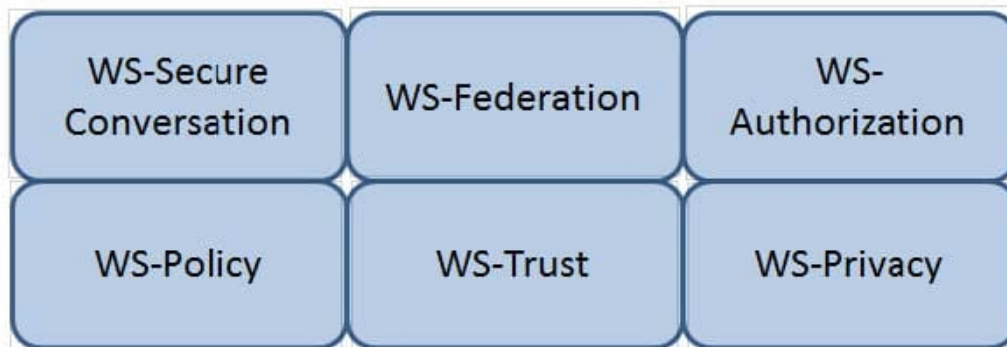 WS-Secure
Conversation
WS-Federation
WS-
Authorization
WS-Policy
WS-Trust
WS-Privacy